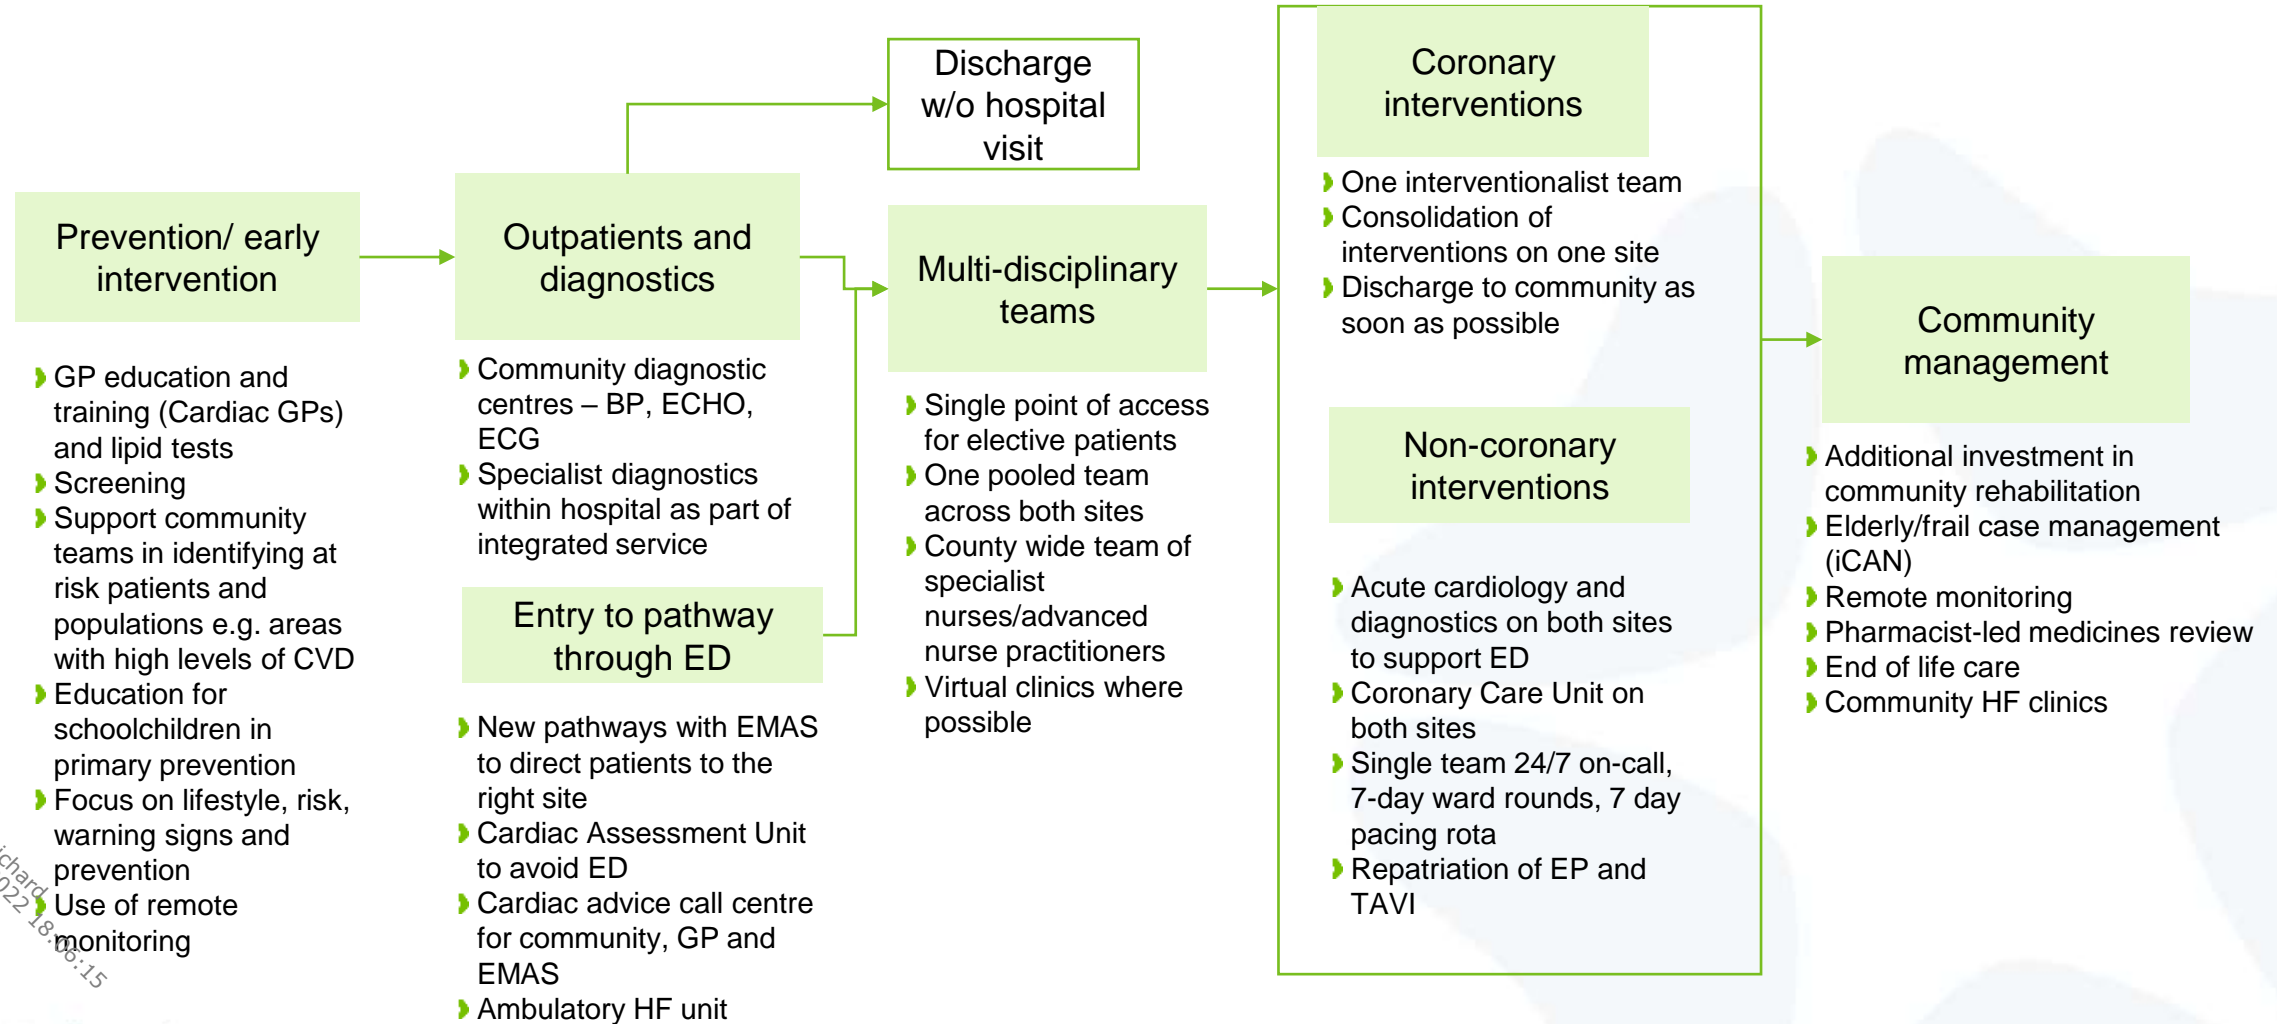 Prevention/ early
intervention
GP education and
training (Cardiac GPs)
and lipid tests
Screening
Support community
teams in identifying at
risk patients and
populations e.g. areas
with high levels of CVD
Education for
schoolchildren in
primary prevention
Focus on lifestyle, risk,
warning signs and
prevention
Use of remote
monitoring
Outpatients and
diagnostics
Community diagnostic
centres – BP, ECHO,
ECG
Specialist diagnostics
within hospital as part of
integrated service
Entry to pathway
through ED
New pathways with EMAS
to direct patients to the
right site
Cardiac Assessment Unit
to avoid ED
Cardiac advice call centre
for community, GP and
EMAS
Ambulatory HF unit
Discharge
w/o hospital
visit
Multi-disciplinary
teams
Single point of access
for elective patients
One pooled team
across both sites
County wide team of
specialist
nurses/advanced
nurse practitioners
Virtual clinics where
possible
Coronary
interventions
One interventionalist team
Consolidation of
interventions on one site
Discharge to community as
soon as possible
Non-coronary
interventions
Acute cardiology and
diagnostics on both sites
to support ED
Coronary Care Unit on
both sites
Single team 24/7 on-call,
7-day ward rounds, 7 day
pacing rota
Repatriation of EP and
TAVI
Community
management
Additional investment in
community rehabilitation
Elderly/frail case management
(iCAN)
Remote monitoring
Pharmacist-led medicines review
End of life care
Community HF clinics
18:06:15